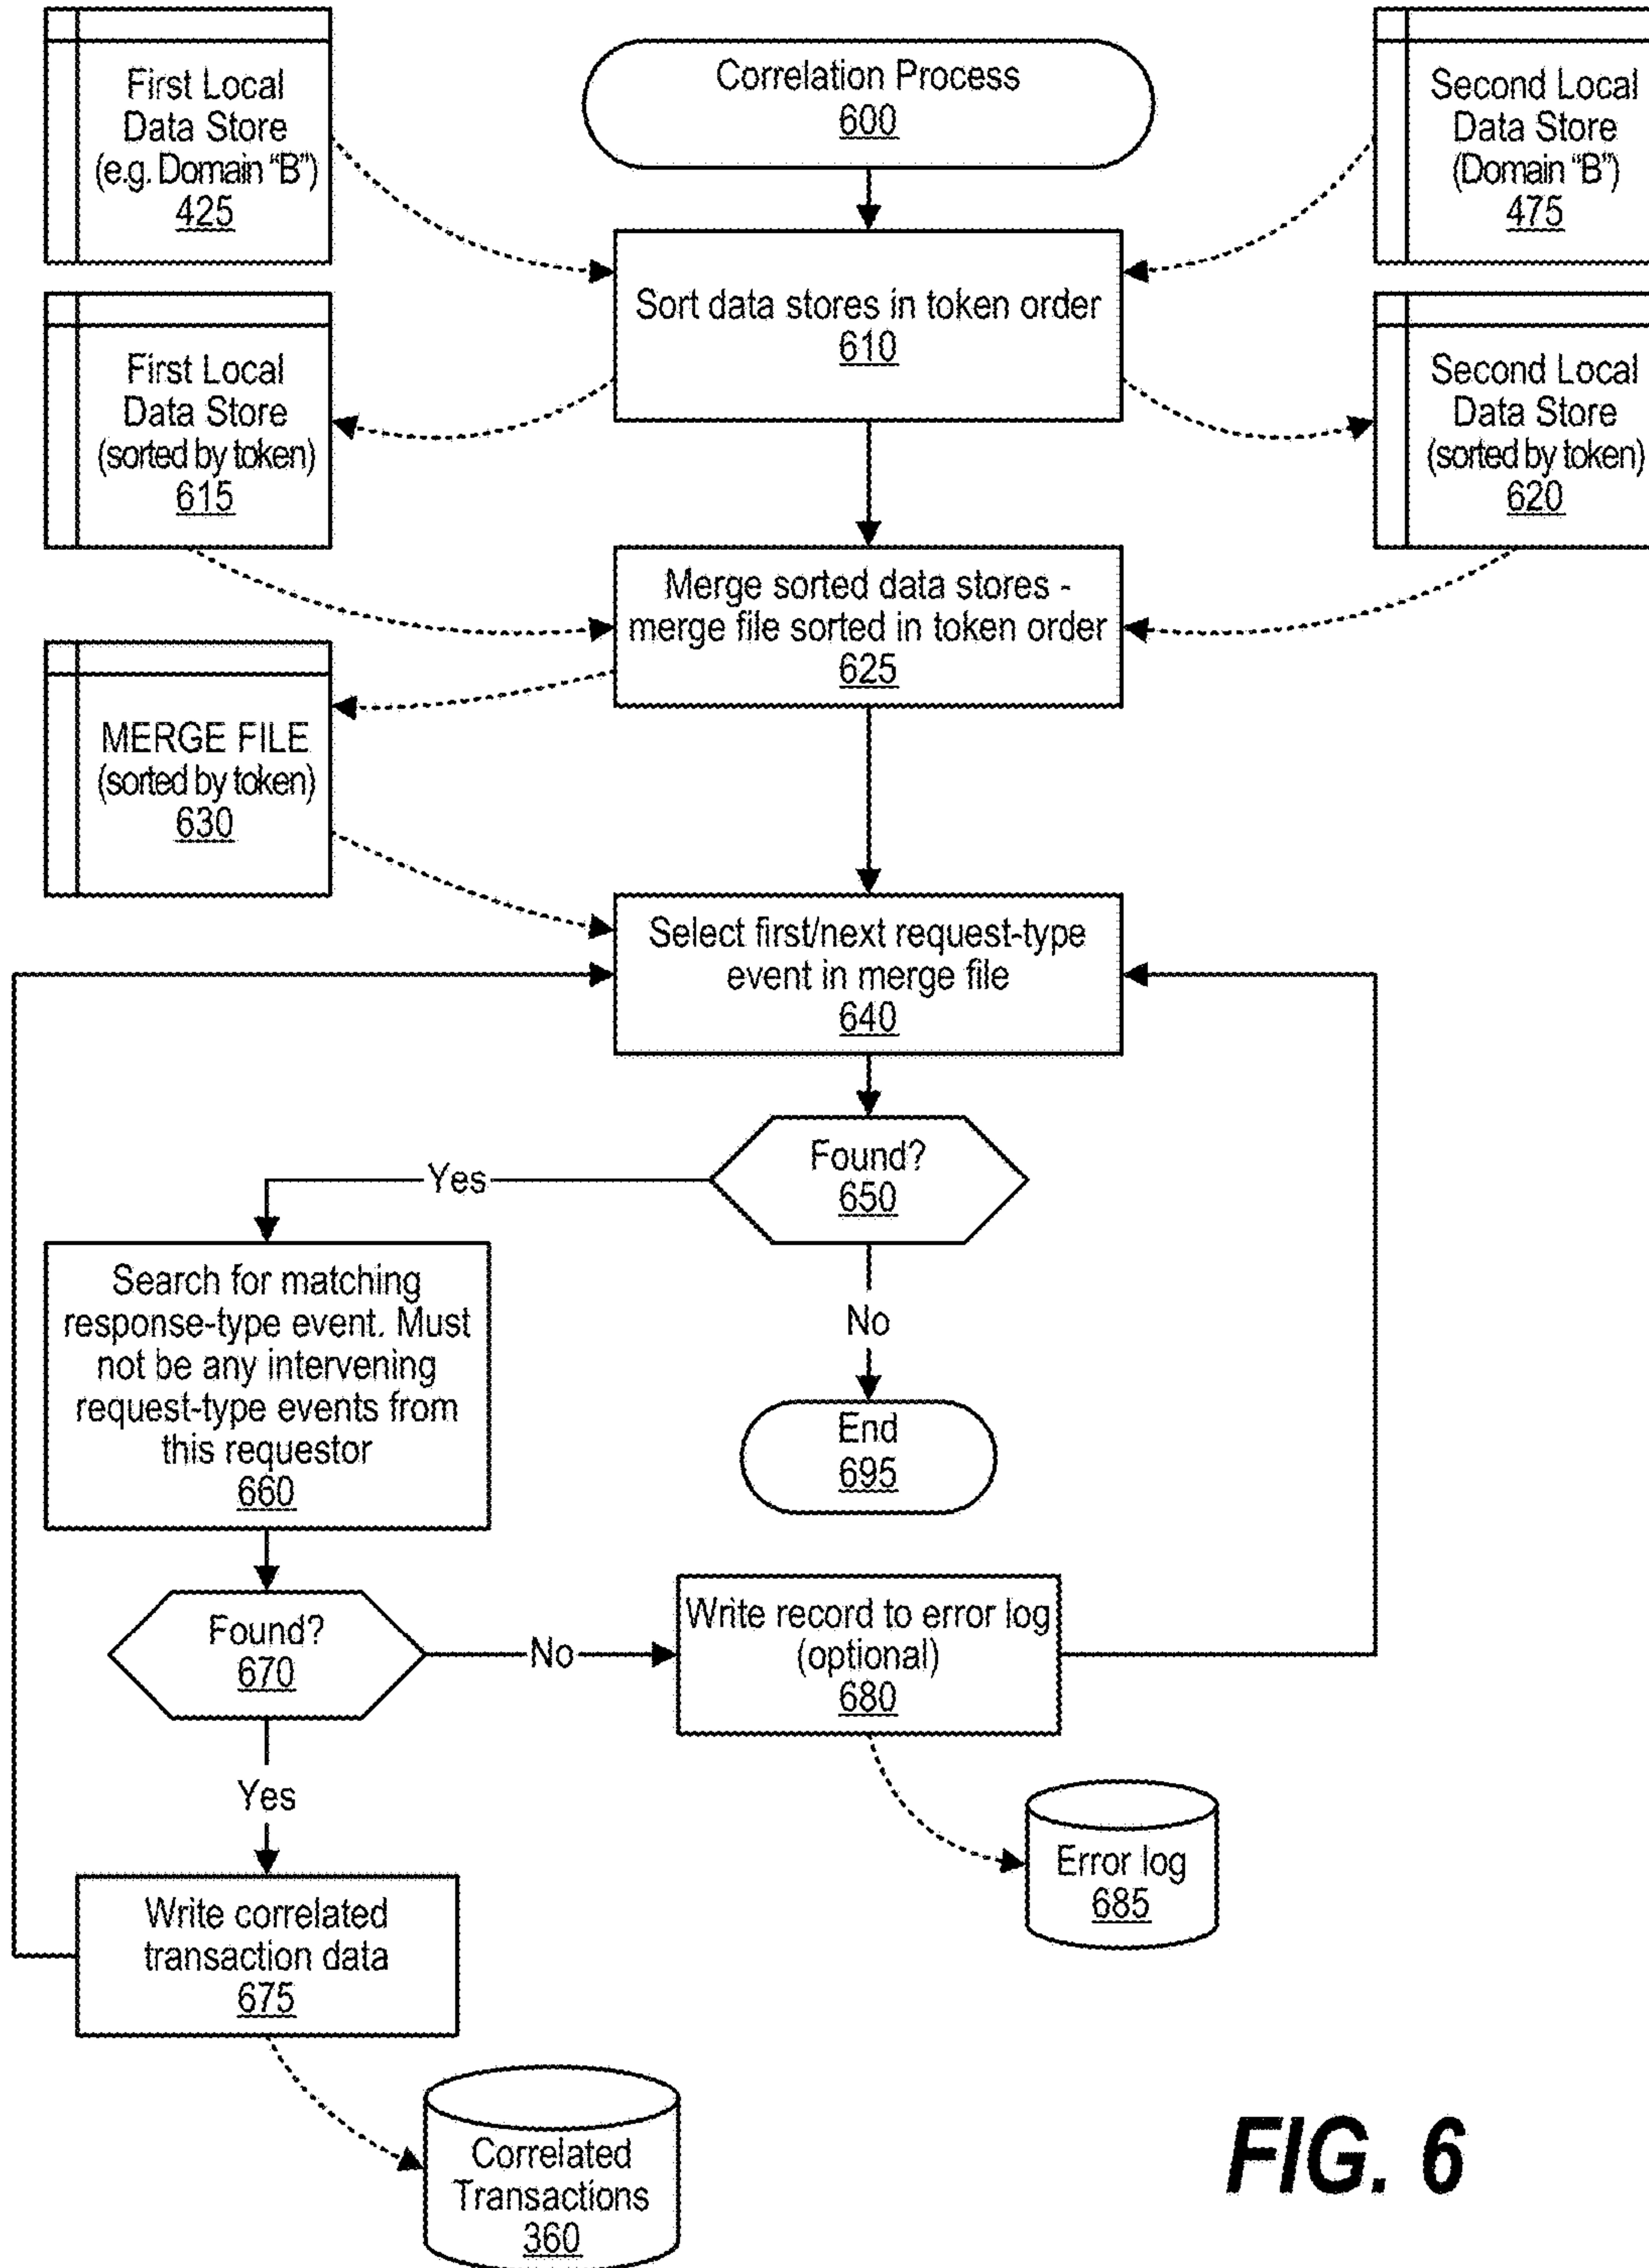 First Local
Data Store
(e.g. Domain “B”)
425
Correlation Process
600
Second Local
Data Store
(Domain “B”)
475
Sort data stores in token order
610
First Local
Data Store
(sorted by token)
615
Second Local
Data Store
(sorted by token)
620
Merge sorted data stores -
merge file sorted in token order
625
MERGE FILE
(sorted by token)
630
Select first/next request-type
event in merge file
640
Found?
650
Yes
No
Search for matching
response-type event. Must
not be any intervening
request-type events from
this requestor
660
End
695
Found?
670
No
Write record to error log
(optional)
680
Yes
Error log
685
Write correlated
transaction data
675
Correlated
Transactions
360
FIG. 6